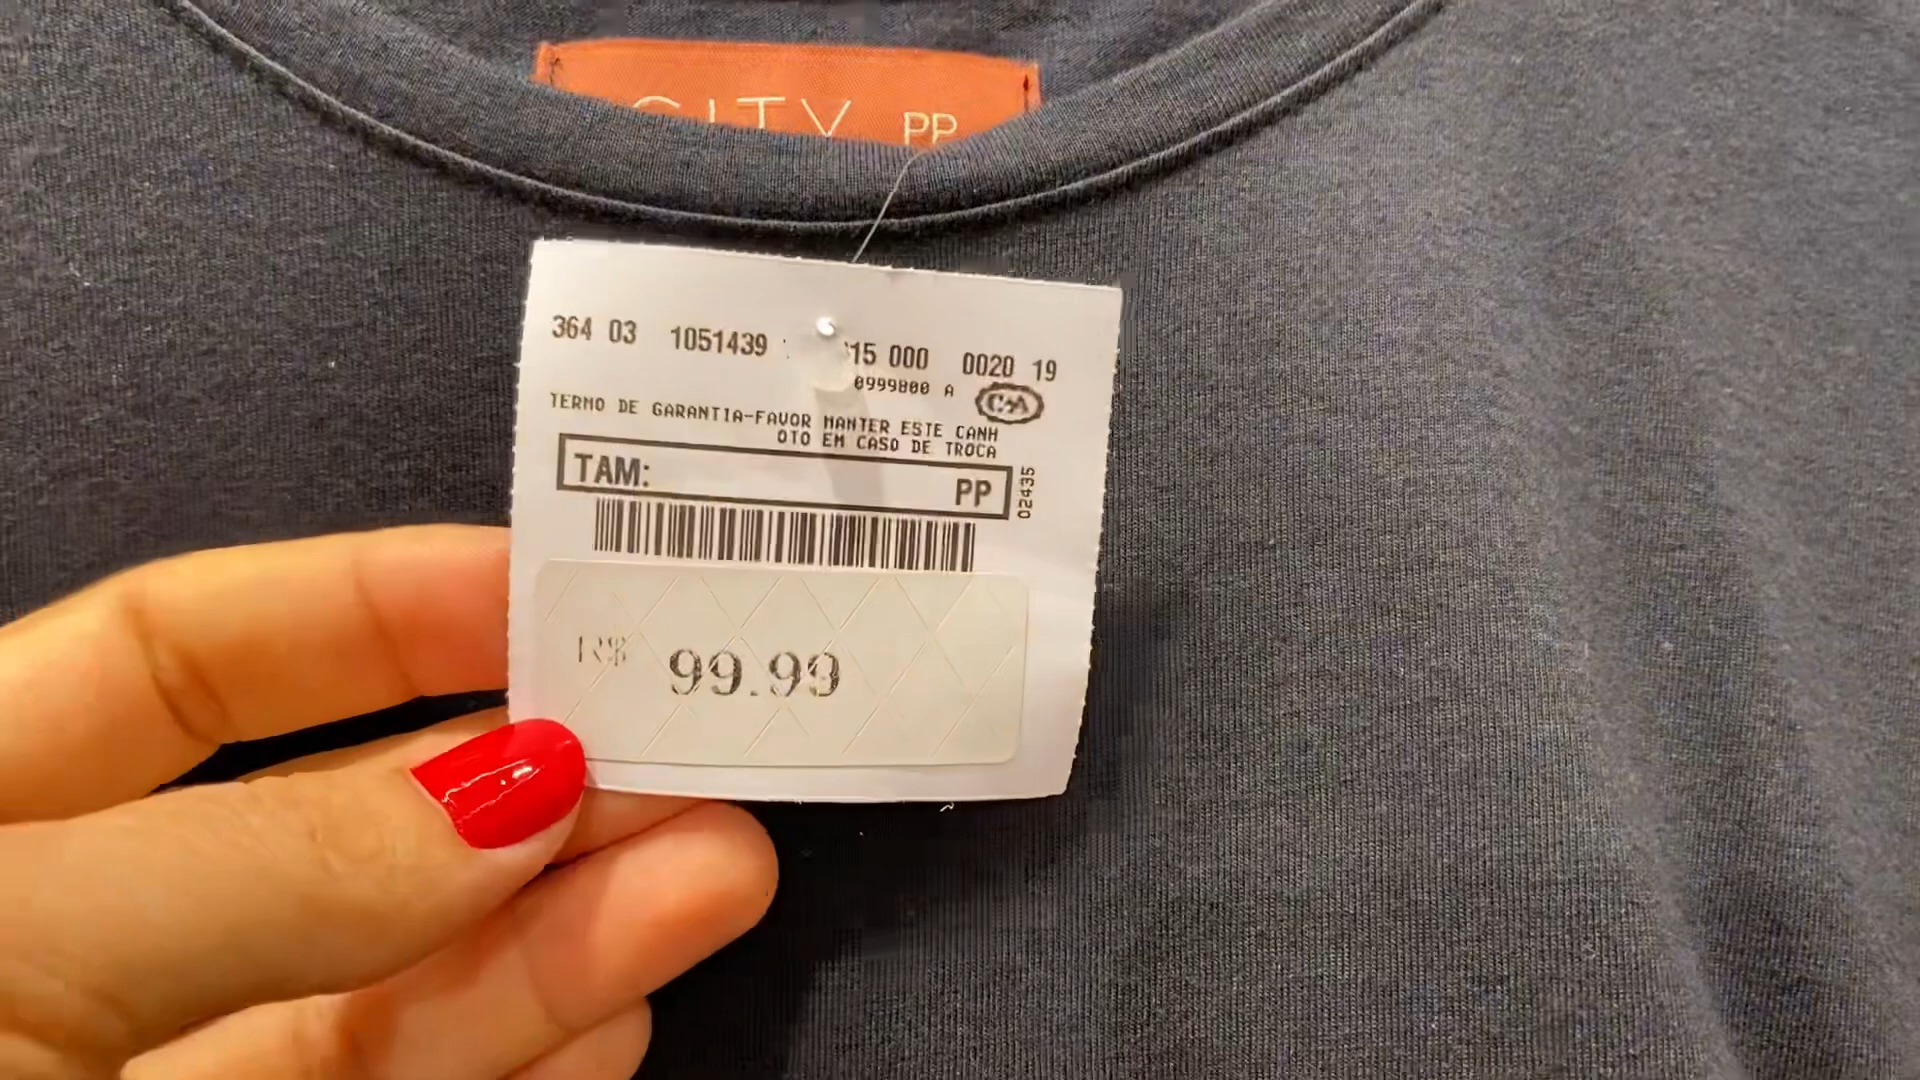 CITY PP
364 03 1051439 15 000 0020 19
0999800 A C&A
TERMO DE GARANTIA-FAVOR MANTER ESTE CANH
OTO EM CASO DE TROCA
TAM: PP
02435
R$ 99.99